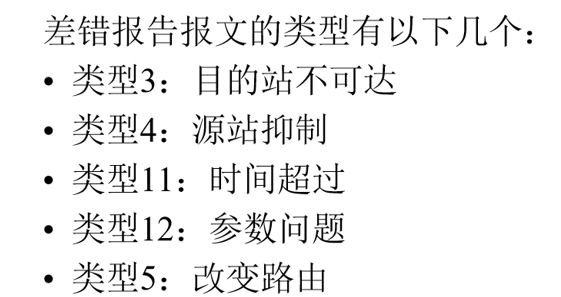 差错报告报文的类型有以下几个：
• 类型3：目的站不可达
• 类型4：源站抑制
• 类型11：时间超过
• 类型12：参数问题
• 类型5：改变路由